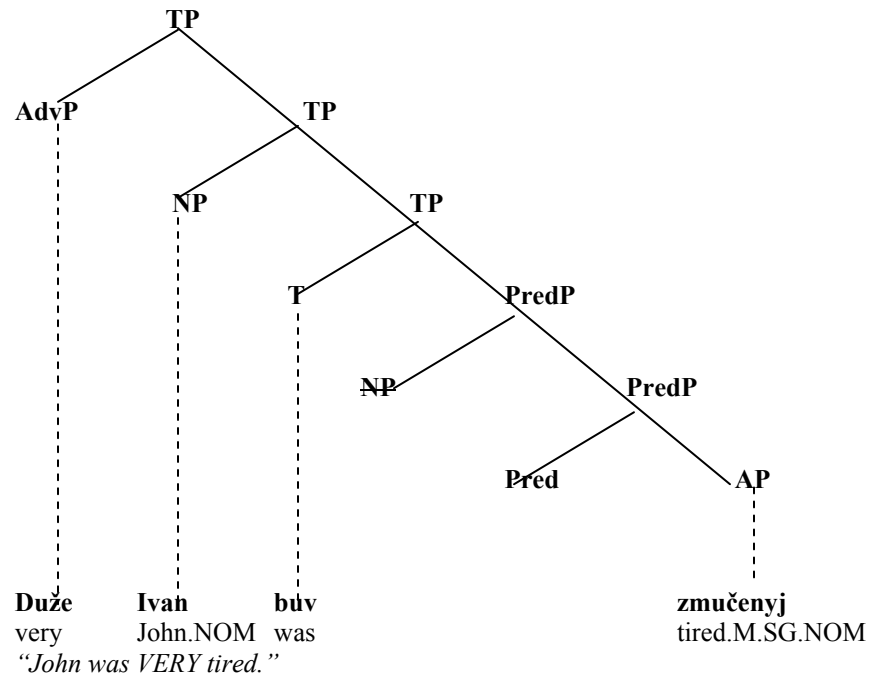 TP
AdvP TP
NP TP
T PredP
NP PredP
Pred AP
Duže Ivan buv zmučenyj
very John.NOM was tired.M.SG.NOM
“John was VERY tired.”